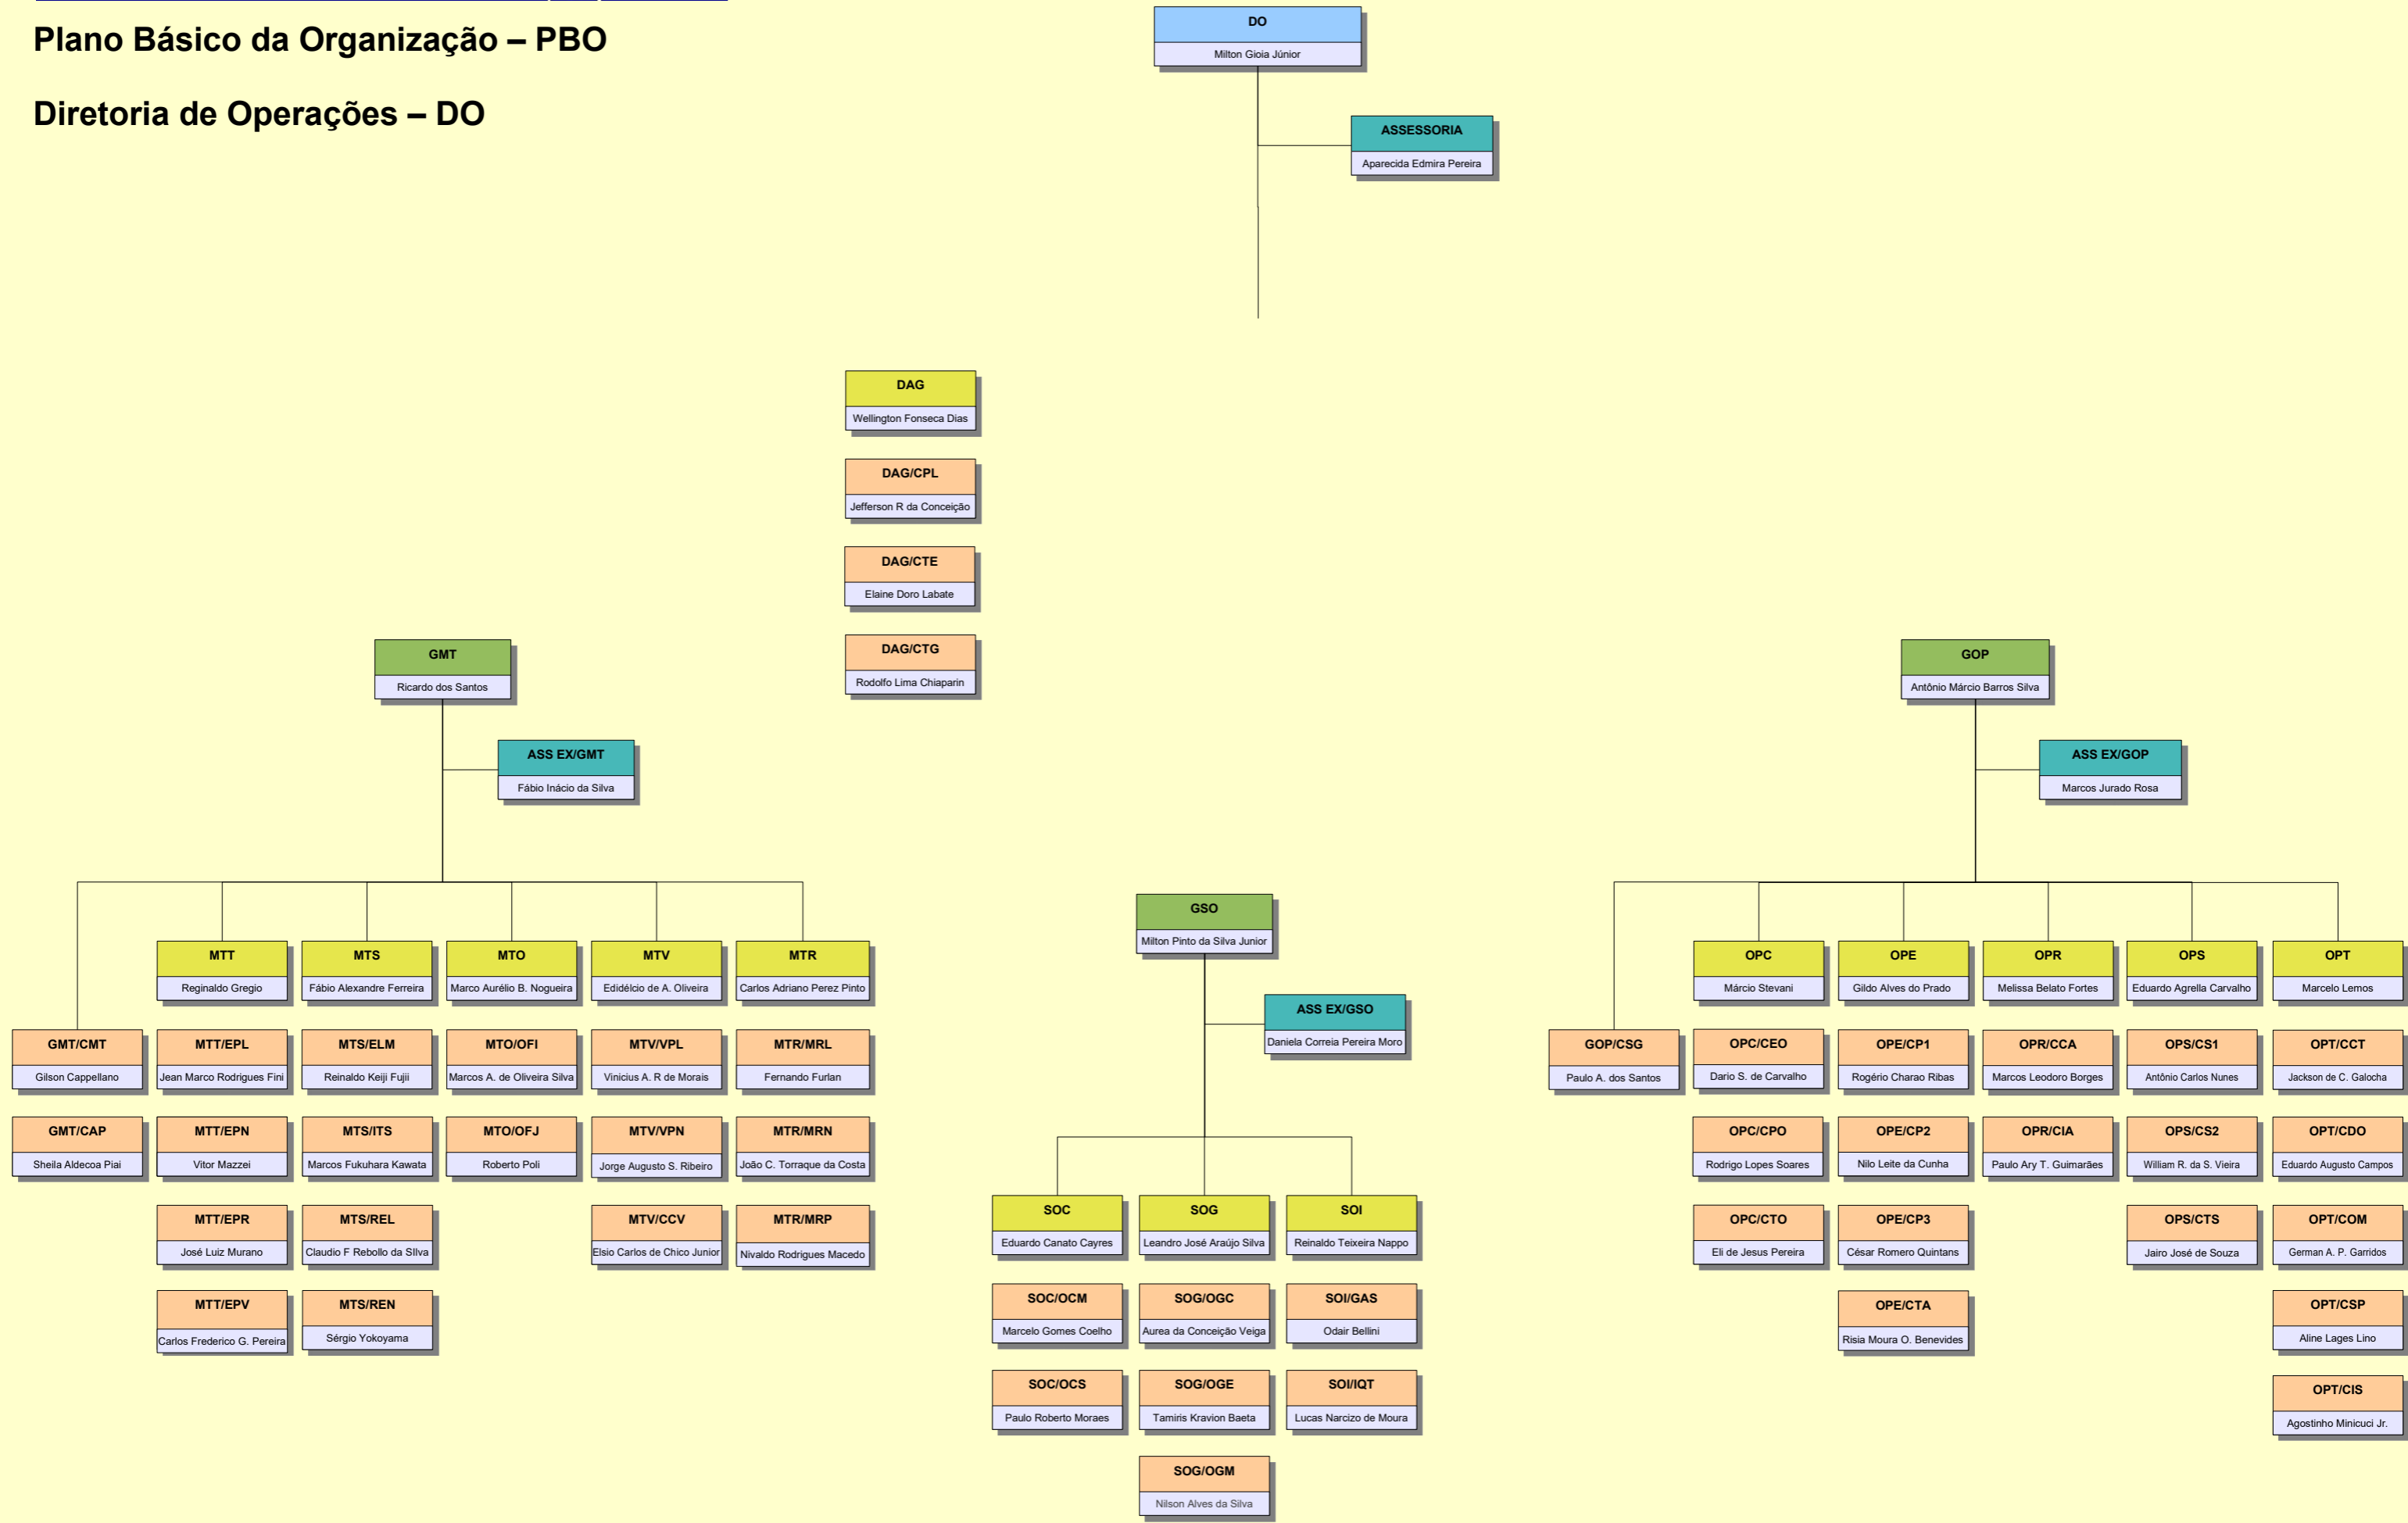 Plano Básico da Organização – PBO
Diretoria de Operações – DO
DO
Milton Gioia Júnior
ASSESSORIA
Aparecida Edmira Pereira
DAG
Wellington Fonseca Dias
DAG/CPL
Jefferson R da Conceição
DAG/CTE
Elaine Doro Labate
DAG/CTG
Rodolfo Lima Chiaparin
GMT
Ricardo dos Santos
ASS EX/GMT
Fábio Inácio da Silva
GMT/CMT
Gilson Cappellano
GMT/CAP
Sheila Aldecoa Piai
MTT
Reginaldo Gregio
MTT/EPL
Jean Marco Rodrigues Fini
MTT/EPN
Vitor Mazzei
MTT/EPR
José Luiz Murano
MTT/EPV
Carlos Frederico G. Pereira
MTS
Fábio Alexandre Ferreira
MTS/ELM
Reinaldo Keiji Fujii
MTS/ITS
Marcos Fukuhara Kawata
MTS/REL
Claudio F Rebollo da SIlva
MTS/REN
Sérgio Yokoyama
MTO
Marco Aurélio B. Nogueira
MTO/OFI
Marcos A. de Oliveira Silva
MTO/OFJ
Roberto Poli
MTV
Edidélcio de A. Oliveira
MTV/VPL
Vinicius A. R de Morais
MTV/VPN
Jorge Augusto S. Ribeiro
MTV/CCV
Elsio Carlos de Chico Junior
MTR
Carlos Adriano Perez Pinto
MTR/MRL
Fernando Furlan
MTR/MRN
João C. Torraque da Costa
MTR/MRP
Nivaldo Rodrigues Macedo
GSO
Milton Pinto da Silva Junior
ASS EX/GSO
Daniela Correia Pereira Moro
SOC
Eduardo Canato Cayres
SOC/OCM
Marcelo Gomes Coelho
SOC/OCS
Paulo Roberto Moraes
SOG
Leandro José Araújo Silva
SOG/OGC
Aurea da Conceição Veiga
SOG/OGE
Tamiris Kravion Baeta
SOG/OGM
Nilson Alves da Silva
SOI
Reinaldo Teixeira Nappo
SOI/GAS
Odair Bellini
SOI/IQT
Lucas Narcizo de Moura
GOP
Antônio Márcio Barros Silva
ASS EX/GOP
Marcos Jurado Rosa
GOP/CSG
Paulo A. dos Santos
OPC
Márcio Stevani
OPC/CEO
Dario S. de Carvalho
OPC/CPO
Rodrigo Lopes Soares
OPC/CTO
Eli de Jesus Pereira
OPE
Gildo Alves do Prado
OPE/CP1
Rogério Charao Ribas
OPE/CP2
Nilo Leite da Cunha
OPE/CP3
César Romero Quintans
OPE/CTA
Risia Moura O. Benevides
OPR
Melissa Belato Fortes
OPR/CCA
Marcos Leodoro Borges
OPR/CIA
Paulo Ary T. Guimarães
OPS
Eduardo Agrella Carvalho
OPS/CS1
Antônio Carlos Nunes
OPS/CS2
William R. da S. Vieira
OPS/CTS
Jairo José de Souza
OPT
Marcelo Lemos
OPT/CCT
Jackson de C. Galocha
OPT/CDO
Eduardo Augusto Campos
OPT/COM
German A. P. Garridos
OPT/CSP
Aline Lages Lino
OPT/CIS
Agostinho Minicuci Jr.